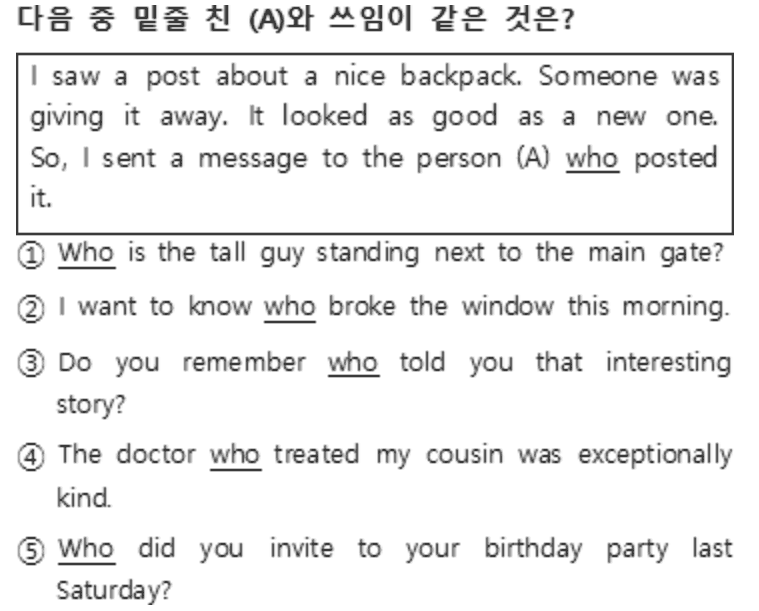 다음 중 밑줄 친 (A)와 쓰임이 같은 것은?
I saw a post about a nice backpack. Someone was
giving it away. It looked as good as a new one.
So, I sent a message to the person (A) who posted
it.
① Who is the tall guy standing next to the main gate?
② I want to know who broke the window this morning.
③ Do you remember who told you that interesting
story?
④ The doctor who treated my cousin was exceptionally
kind.
⑤ Who did you invite to your birthday party last
Saturday?